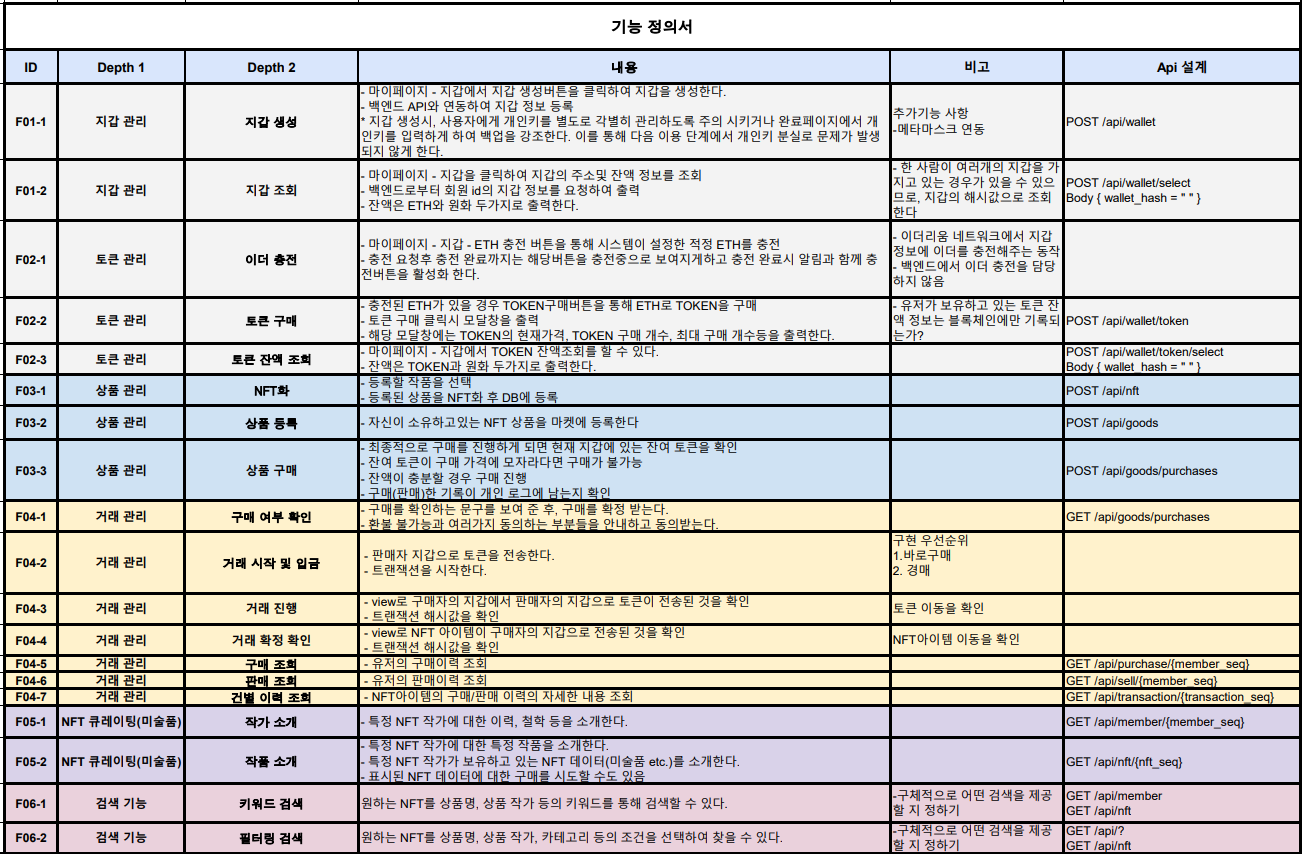 기능 정의서
ID Depth 1 Depth 2 내용 비고 Api 설계
F01-1 지갑 관리 지갑 생성
- 마이페이지 - 지갑에서 지갑 생성버튼을 클릭하여 지갑을 생성한다.
- 백엔드 API와 연동하여 지갑 정보 등록
* 지갑 생성시, 사용자에게 개인키를 별도로 각별히 관리하도록 주의 시키거나 완료페이지에서 개
인키를 입력하게 하여 백업을 강조한다. 이를 통해 다음 이용 단계에서 개인키 분실로 문제가 발생
되지 않게 한다.
추가기능 사항
-메타마스크 연동
POST /api/wallet
F01-2 지갑 관리 지갑 조회
- 마이페이지 - 지갑을 클릭하여 지갑의 주소및 잔액 정보를 조회
- 백엔드로부터 회원 id의 지갑 정보를 요청하여 출력
- 잔액은 ETH와 원화 두가지로 출력한다.
- 한 사람이 여러개의 지갑을 가
지고 있는 경우가 있을 수 있으
므로, 지갑의 해시값으로 조회
한다
POST /api/wallet/select
Body { wallet_hash = " " }
F02-1 토큰 관리 이더 충전
- 마이페이지 - 지갑 - ETH 충전 버튼을 통해 시스템이 설정한 적정 ETH를 충전
- 충전 요청후 충전 완료까지는 해당버튼을 충전중으로 보여지게하고 충전 완료시 알림과 함께 충
전버튼을 활성화 한다.
- 이더리움 네트워크에서 지갑
정보에 이더를 충전해주는 동작
- 백엔드에서 이더 충전을 담당
하지 않음
F02-2 토큰 관리 토큰 구매
- 충전된 ETH가 있을 경우 TOKEN구매버튼을 통해 ETH로 TOKEN을 구매
- 토큰 구매 클릭시 모달창을 출력
- 해당 모달창에는 TOKEN의 현재가격, TOKEN 구매 개수, 최대 구매 개수등을 출력한다.
- 유저가 보유하고 있는 토큰 잔
액 정보는 블록체인에만 기록되
는가?
POST /api/wallet/token
F02-3 토큰 관리 토큰 잔액 조회
- 마이페이지 - 지갑에서 TOKEN 잔액조회를 할 수 있다.
- 잔액은 TOKEN과 원화 두가지로 출력한다.
POST /api/wallet/token/select
Body { wallet_hash = " " }
F03-1 상품 관리 NFT화
- 등록할 작품을 선택
- 등록된 상품을 NFT화 후 DB에 등록
POST /api/nft
F03-2 상품 관리 상품 등록
- 자신이 소유하고있는 NFT 상품을 마켓에 등록한다
POST /api/goods
F03-3 상품 관리 상품 구매
- 최종적으로 구매를 진행하게 되면 현재 지갑에 있는 잔여 토큰을 확인
- 잔여 토큰이 구매 가격에 모자라다면 구매가 불가능
- 잔액이 충분할 경우 구매 진행
- 구매(판매)한 기록이 개인 로그에 남는지 확인
POST /api/goods/purchases
F04-1 거래 관리 구매 여부 확인
- 구매를 확인하는 문구를 보여 준 후, 구매를 확정 받는다.
- 환불 불가능과 여러가지 동의하는 부분들을 안내하고 동의받는다.
GET /api/goods/purchases
F04-2 거래 관리 거래 시작 및 입금
- 판매자 지갑으로 토큰을 전송한다.
- 트랜잭션을 시작한다.
구현 우선순위
1.바로구매
2. 경매
F04-3 거래 관리 거래 진행
- view로 구매자의 지갑에서 판매자의 지갑으로 토큰이 전송된 것을 확인
- 트랜잭션 해시값을 확인
토큰 이동을 확인
F04-4 거래 관리 거래 확정 확인
- view로 NFT 아이템이 구매자의 지갑으로 전송된 것을 확인
- 트랜잭션 해시값을 확인
NFT아이템 이동을 확인
F04-5 거래 관리 구매 조회 - 유저의 구매이력 조회 GET /api/purchase/{member_seq}
F04-6 거래 관리 판매 조회 - 유저의 판매이력 조회 GET /api/sell/{member_seq}
F04-7 거래 관리 건별 이력 조회 - NFT아이템의 구매/판매 이력의 자세한 내용 조회 GET /api/transaction/{transaction_seq}
F05-1 NFT 큐레이팅(미술품) 작가 소개 - 특정 NFT 작가에 대한 이력, 철학 등을 소개한다. GET /api/member/{member_seq}
F05-2 NFT 큐레이팅(미술품) 작품 소개
- 특정 NFT 작가에 대한 특정 작품을 소개한다.
- 특정 NFT 작가가 보유하고 있는 NFT 데이터(미술품 etc.)를 소개한다.
- 표시된 NFT 데이터에 대한 구매를 시도할 수도 있음
GET /api/nft/{nft_seq}
F06-1 검색 기능 키워드 검색
원하는 NFT를 상품명, 상품 작가 등의 키워드를 통해 검색할 수 있다.
-구체적으로 어떤 검색을 제공
할 지 정하기
GET /api/member
GET /api/nft
F06-2 검색 기능 필터링 검색
원하는 NFT를 상품명, 상품 작가, 카테고리 등의 조건을 선택하여 찾을 수 있다.
-구체적으로 어떤 검색을 제공
할 지 정하기
GET /api/?
GET /api/nft